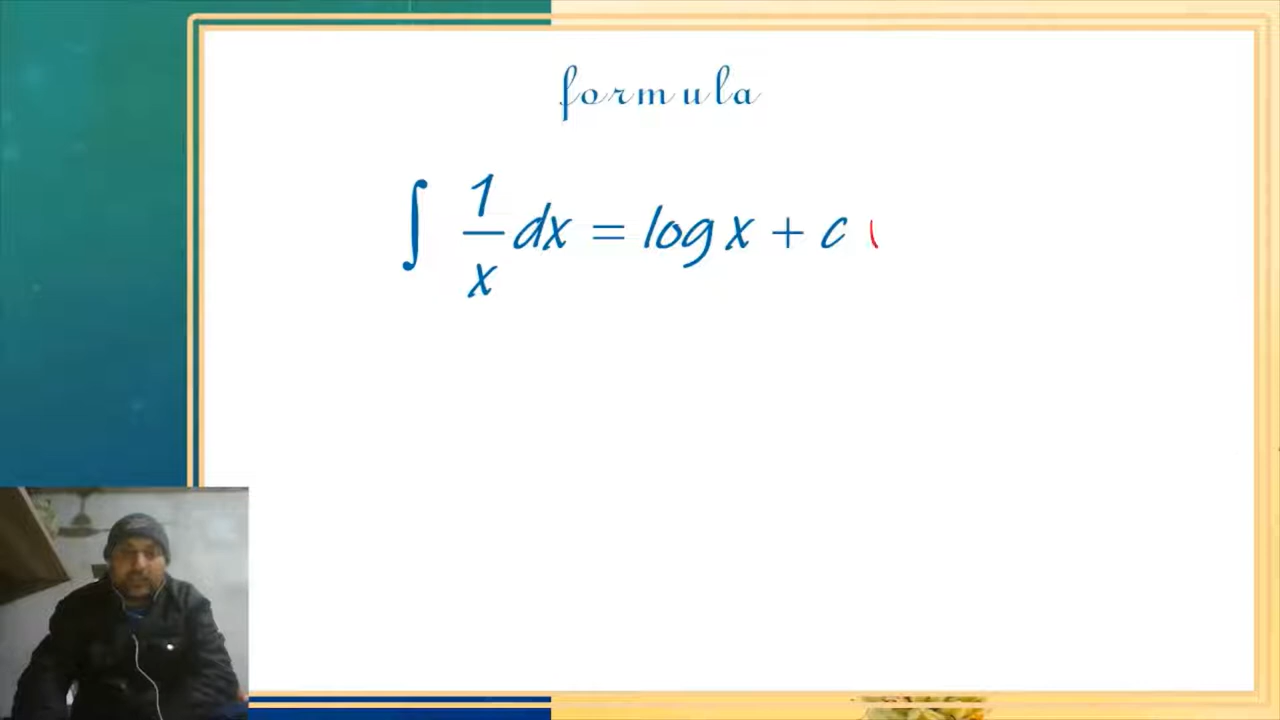 formula
∫ 1/x dx = log x + c (